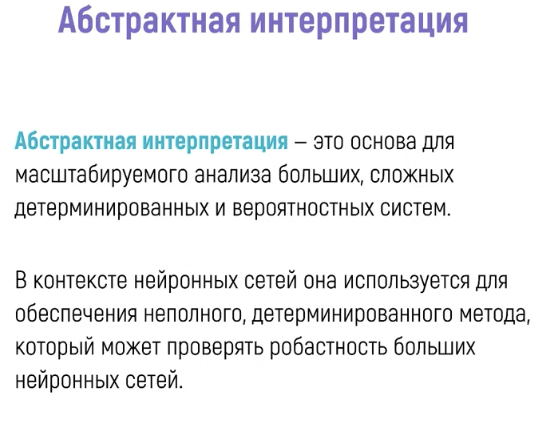 Абстрактная интерпретация
Абстрактная интерпретация – это основа для
масштабируемого анализа больших, сложных
детерминированных и вероятностных систем.
В контексте нейронных сетей она используется для
обеспечения неполного, детерминированного метода,
который может проверять робастность больших
нейронных сетей.